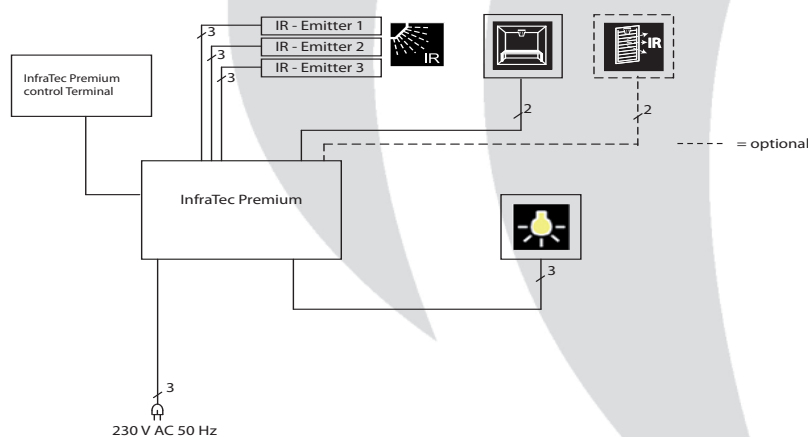 3
IR - Emitter 1
3
IR - Emitter 2
3
IR - Emitter 3
IR
IR
InfraTec Premium
control Terminal
2
2
= optional
InfraTec Premium
3
3
230 V AC 50 Hz